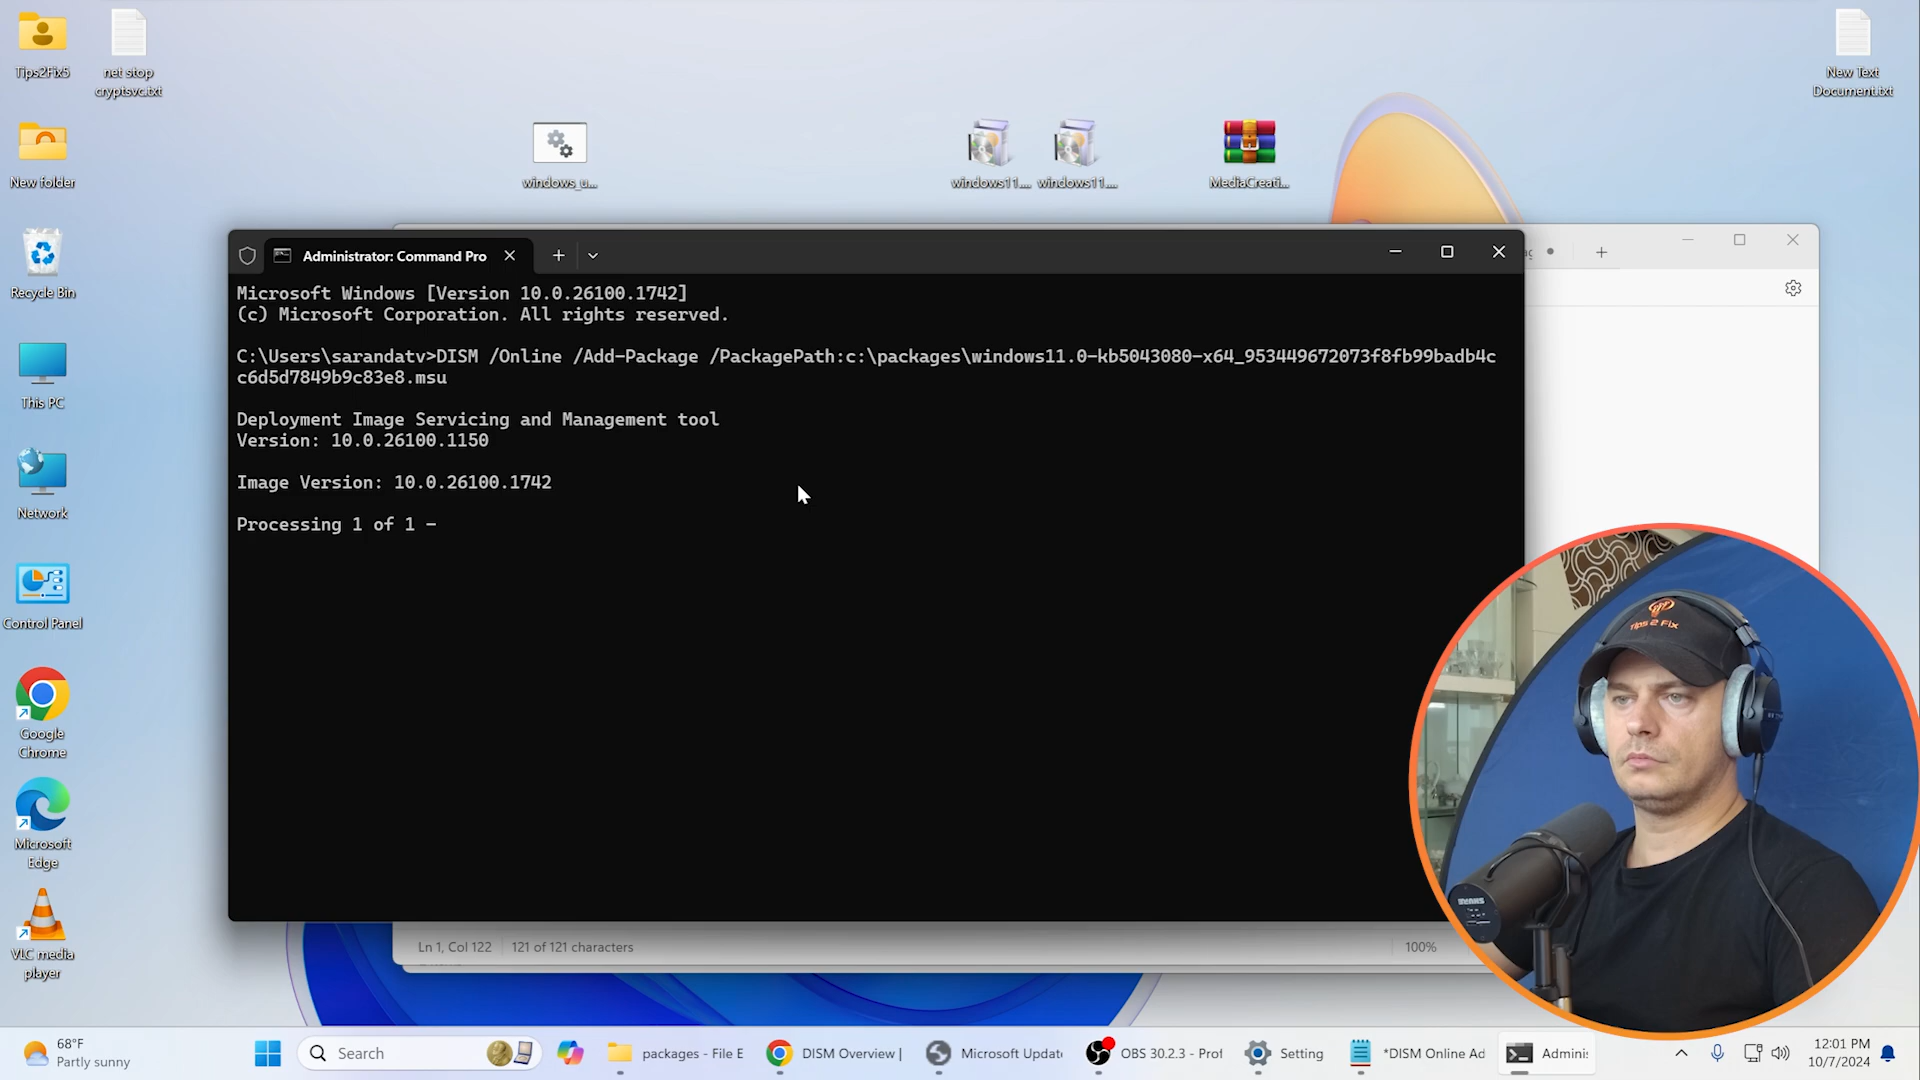 Tips2Fix5
net stop
cryptsvc.txt
New Text
Document.txt
New folder
windows_u...
windows11....
windows11....
MediaCreati...
Recycle Bin
Administrator: Command Pro
Microsoft Windows [Version 10.0.26100.1742]
(c) Microsoft Corporation. All rights reserved.
C:\Users\sarandatv>DISM /Online /Add-Package /PackagePath:c:\packages\windows11.0-kb5043080-x64_953449672073f8fb99badb4c
c6d5d7849b9c83e8.msu
Deployment Image Servicing and Management tool
Version: 10.0.26100.1150
Image Version: 10.0.26100.1742
Processing 1 of 1 -
This PC
Network
Control Panel
Google
Chrome
Microsoft
Edge
VLC media
player
Tips 2 Fix
Ln 1, Col 122
121 of 121 characters
100%
68°F
Partly sunny
Search
packages - File E
DISM Overview |
Microsoft Updat
OBS 30.2.3 - Prof
Setting
*DISM Online Ad
Adminis
12:01 PM
10/7/2024